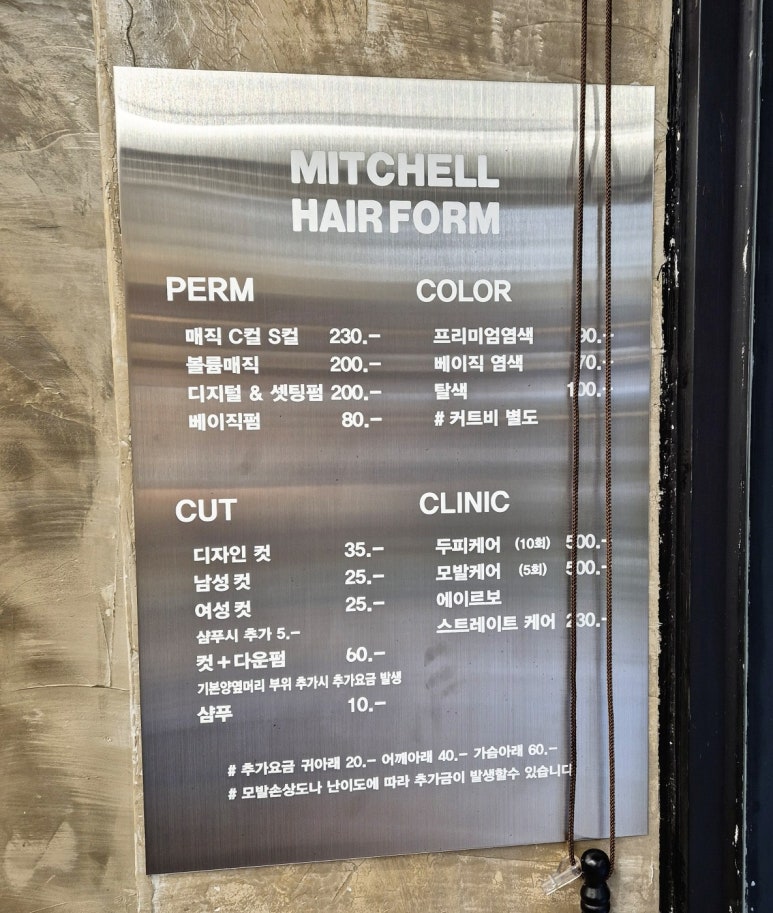 MITCHELL
HAIR FORM
PERM
매직 C컬 S컬 230.-
볼륨매직 200.-
디지털 & 셋팅펌 200.-
베이직펌 80.-
COLOR
프리미엄염색
베이직 염색
탈색 100.-
# 커트비 별도
CUT
디자인 컷 35.-
남성 컷 25.-
여성 컷 25.-
샴푸시 추가 5.-
컷+다운펌 60.-
기본양옆머리 부위 추가시 추가요금 발생
샴푸 10.-
CLINIC
두피케어 (10회) 500.-
모발케어 (5회) 500.-
에이르보
스트레이트 케어 230.-
# 추가요금 귀아래 20.- 어깨아래 40.- 가슴아래 60.-
# 모발손상도나 난이도에 따라 추가금이 발생할수 있습니다